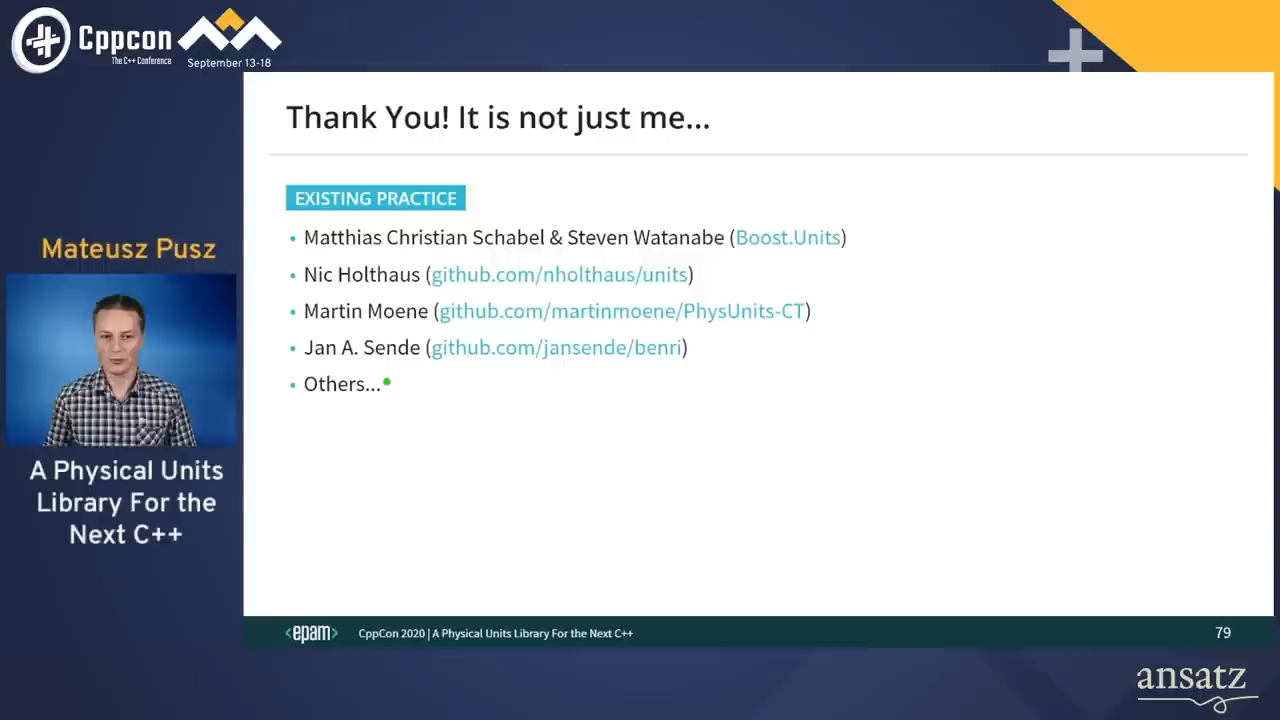 Cppcon
The C++ Conference
September 13-18
Thank You! It is not just me...
EXISTING PRACTICE
• Matthias Christian Schabel & Steven Watanabe (Boost.Units)
• Nic Holthaus (github.com/nholthaus/units)
• Martin Moene (github.com/martinmoene/PhysUnits-CT)
• Jan A. Sende (github.com/jansende/benri)
• Others...
Mateusz Pusz
A Physical Units
Library For the
Next C++
<epam>
CppCon 2020 | A Physical Units Library For the Next C++
79
ansatz